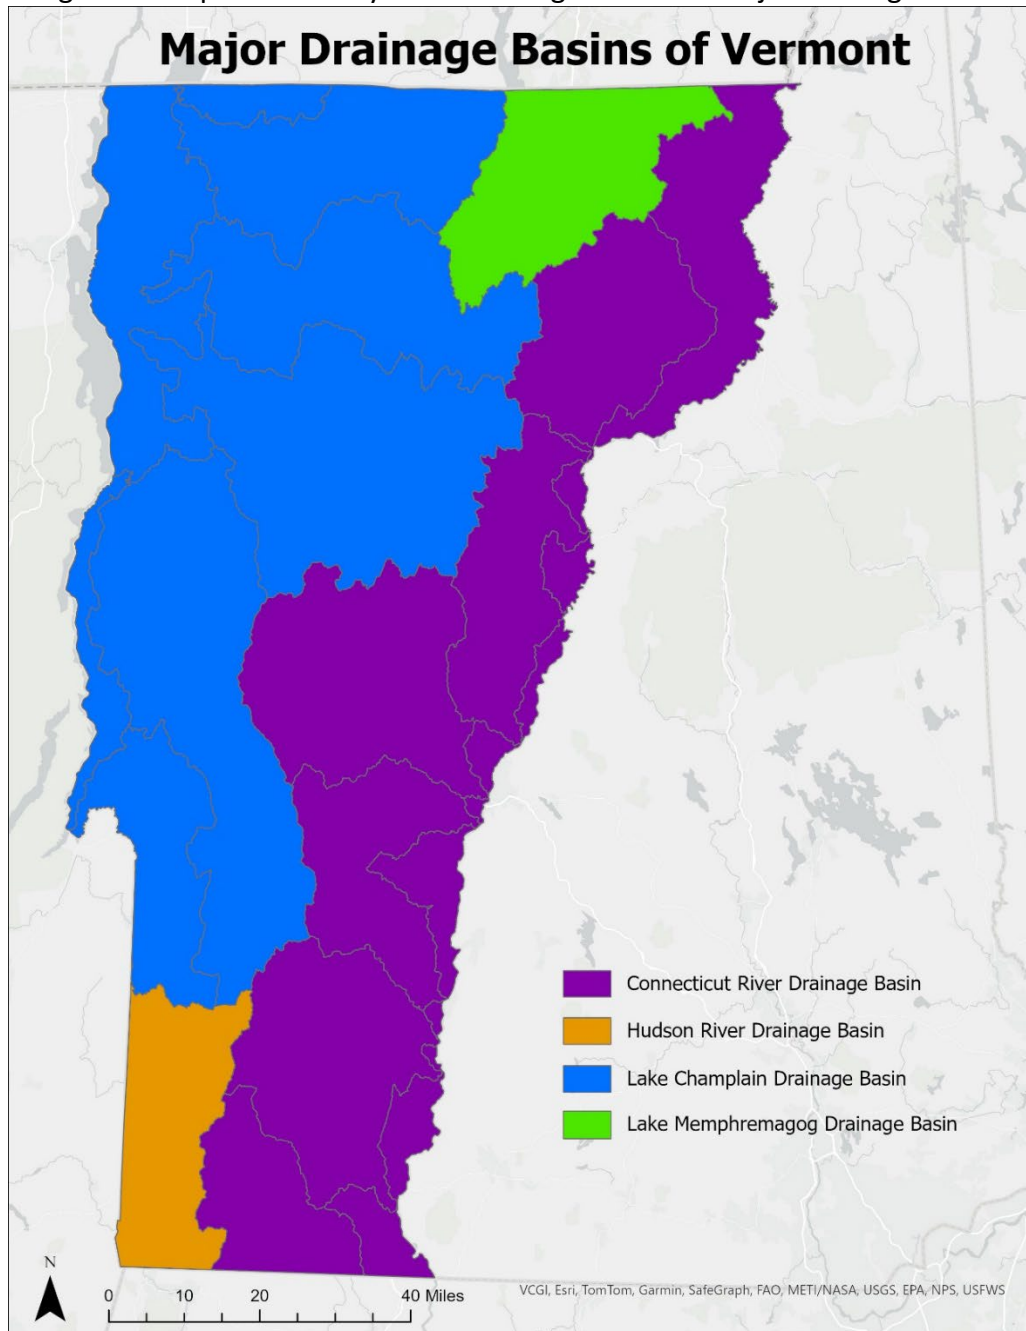 Major Drainage Basins of Vermont
Connecticut River Drainage Basin
Hudson River Drainage Basin
Lake Champlain Drainage Basin
Lake Memphremagog Drainage Basin
N
0 10 20 40 Miles
VCGI, Esri, TomTom, Garmin, SafeGraph, FAO, METI/NASA, USGS, EPA, NPS, USFWS